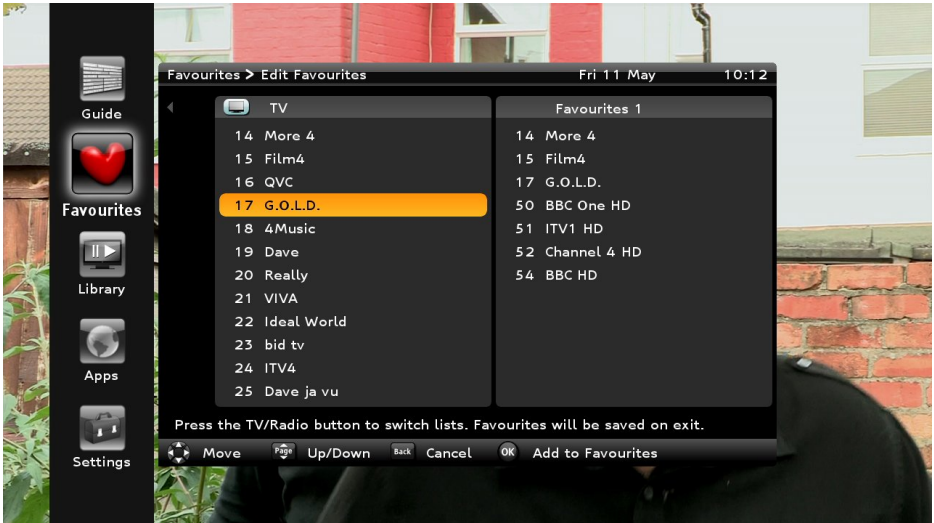 Favourites > Edit Favourites Fri 11 May 10:12
Guide
Favourites
Library
Apps
Settings
TV
14 More 4
15 Film4
16 QVC
17 G.O.L.D.
18 4Music
19 Dave
20 Really
21 VIVA
22 Ideal World
23 bid tv
24 ITV4
25 Dave ja vu
Favourites 1
14 More 4
15 Film4
17 G.O.L.D.
50 BBC One HD
51 ITV1 HD
52 Channel 4 HD
54 BBC HD
Press the TV/Radio button to switch lists. Favourites will be saved on exit.
Move Page Up/Down Back Cancel OK Add to Favourites